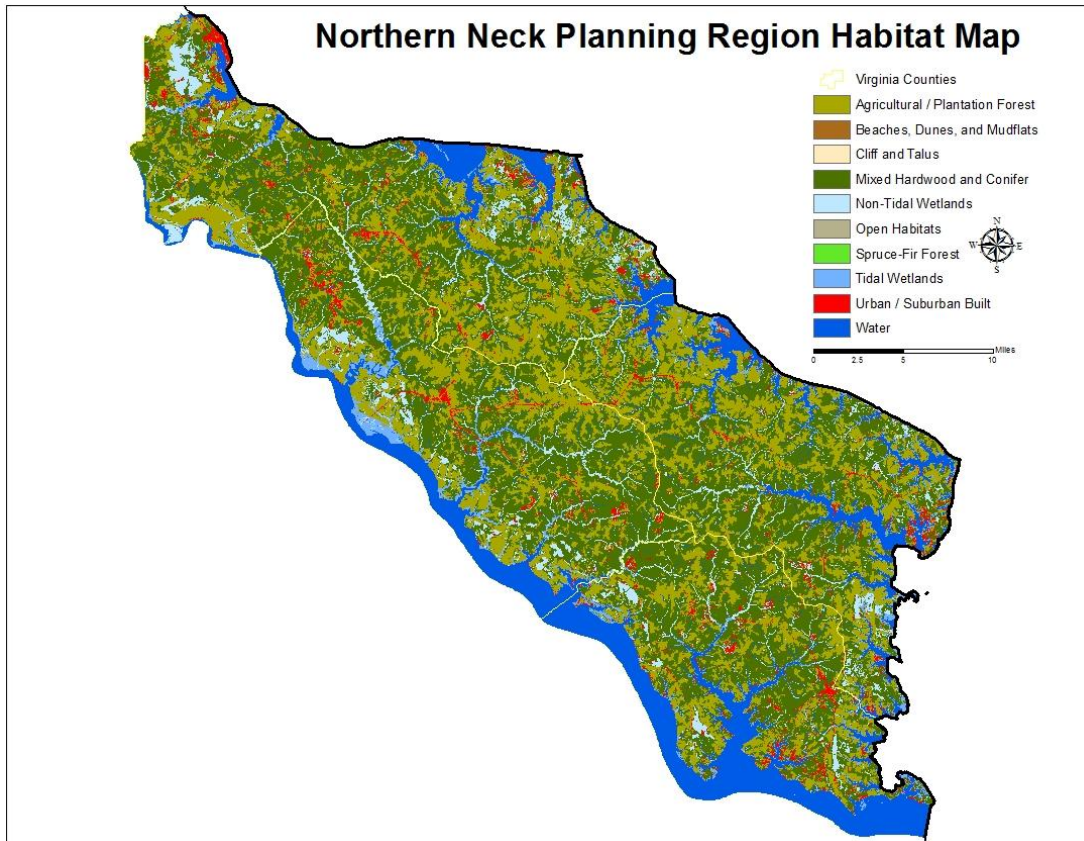 Northern Neck Planning Region Habitat Map
Virginia Counties
Agricultural / Plantation Forest
Beaches, Dunes, and Mudflats
Cliff and Talus
Mixed Hardwood and Conifer
Non-Tidal Wetlands
Open Habitats
Spruce-Fir Forest
Tidal Wetlands
Urban / Suburban Built
Water
N
W E
S
Miles
0 2.5 5 10